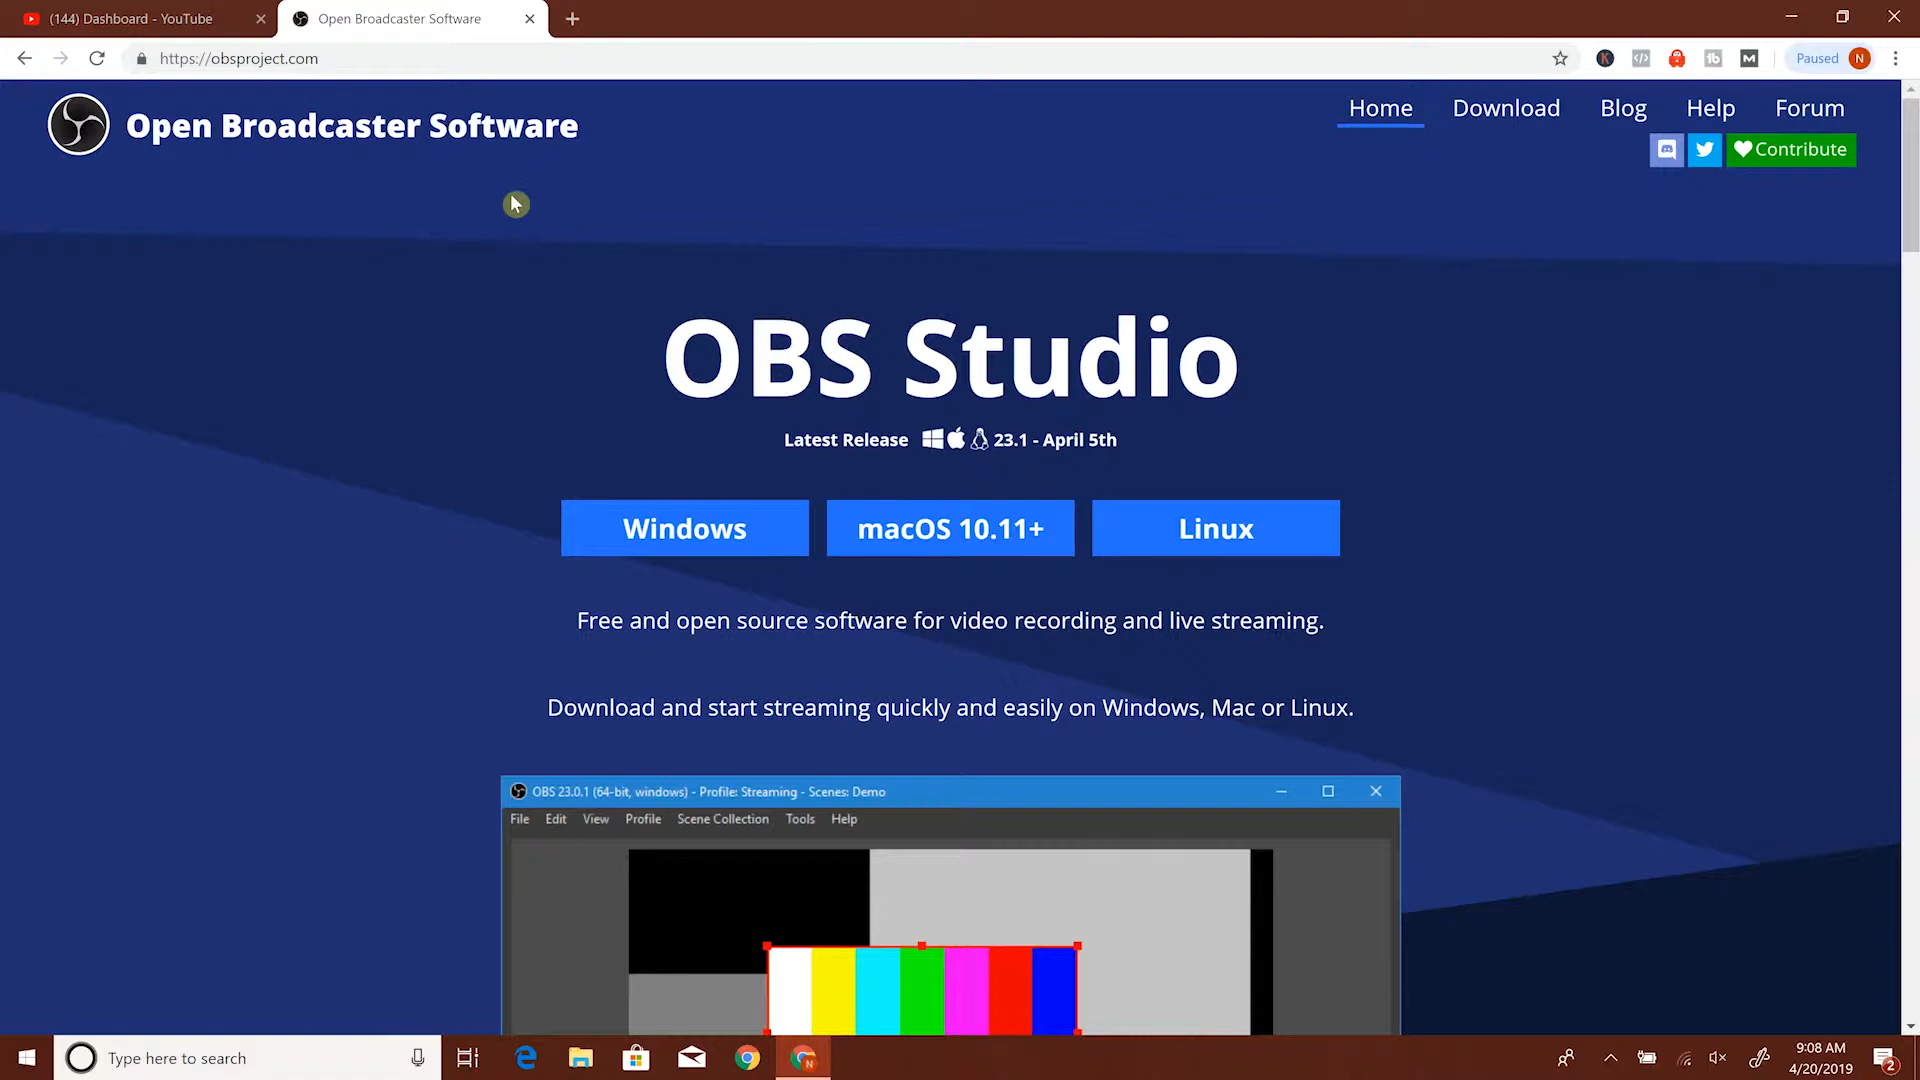 (144) Dashboard - YouTube
Open Broadcaster Software
https://obsproject.com
Paused
N
Open Broadcaster Software
Home
Download
Blog
Help
Forum
Contribute
OBS Studio
Latest Release 23.1 - April 5th
Windows
macOS 10.11+
Linux
Free and open source software for video recording and live streaming.
Download and start streaming quickly and easily on Windows, Mac or Linux.
OBS 23.0.1 (64-bit, windows) - Profile: Streaming - Scenes: Demo
File Edit View Profile Scene Collection Tools Help
Type here to search
9:08 AM
4/20/2019
2